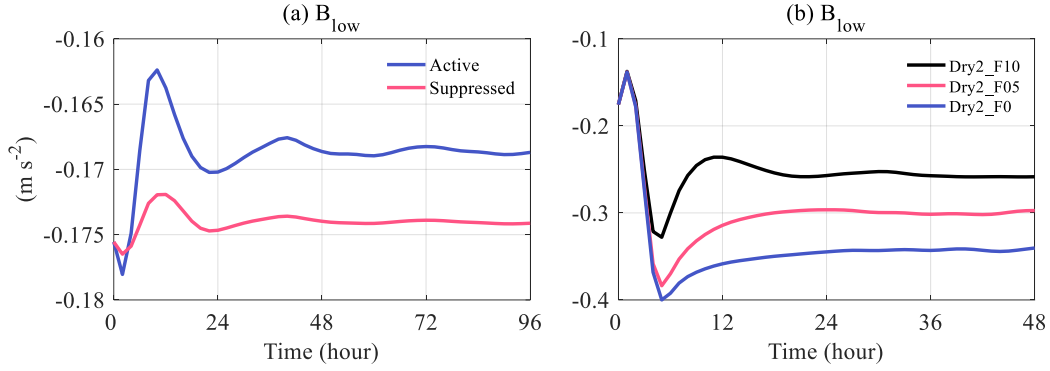 (a) B_low
-0.16
-0.165
-0.17
-0.175
-0.18
(m s^-2)
0 24 48 72 96
Time (hour)
Active
Suppressed
(b) B_low
-0.1
-0.2
-0.3
-0.4
0 12 24 36 48
Time (hour)
Dry2_F10
Dry2_F05
Dry2_F0